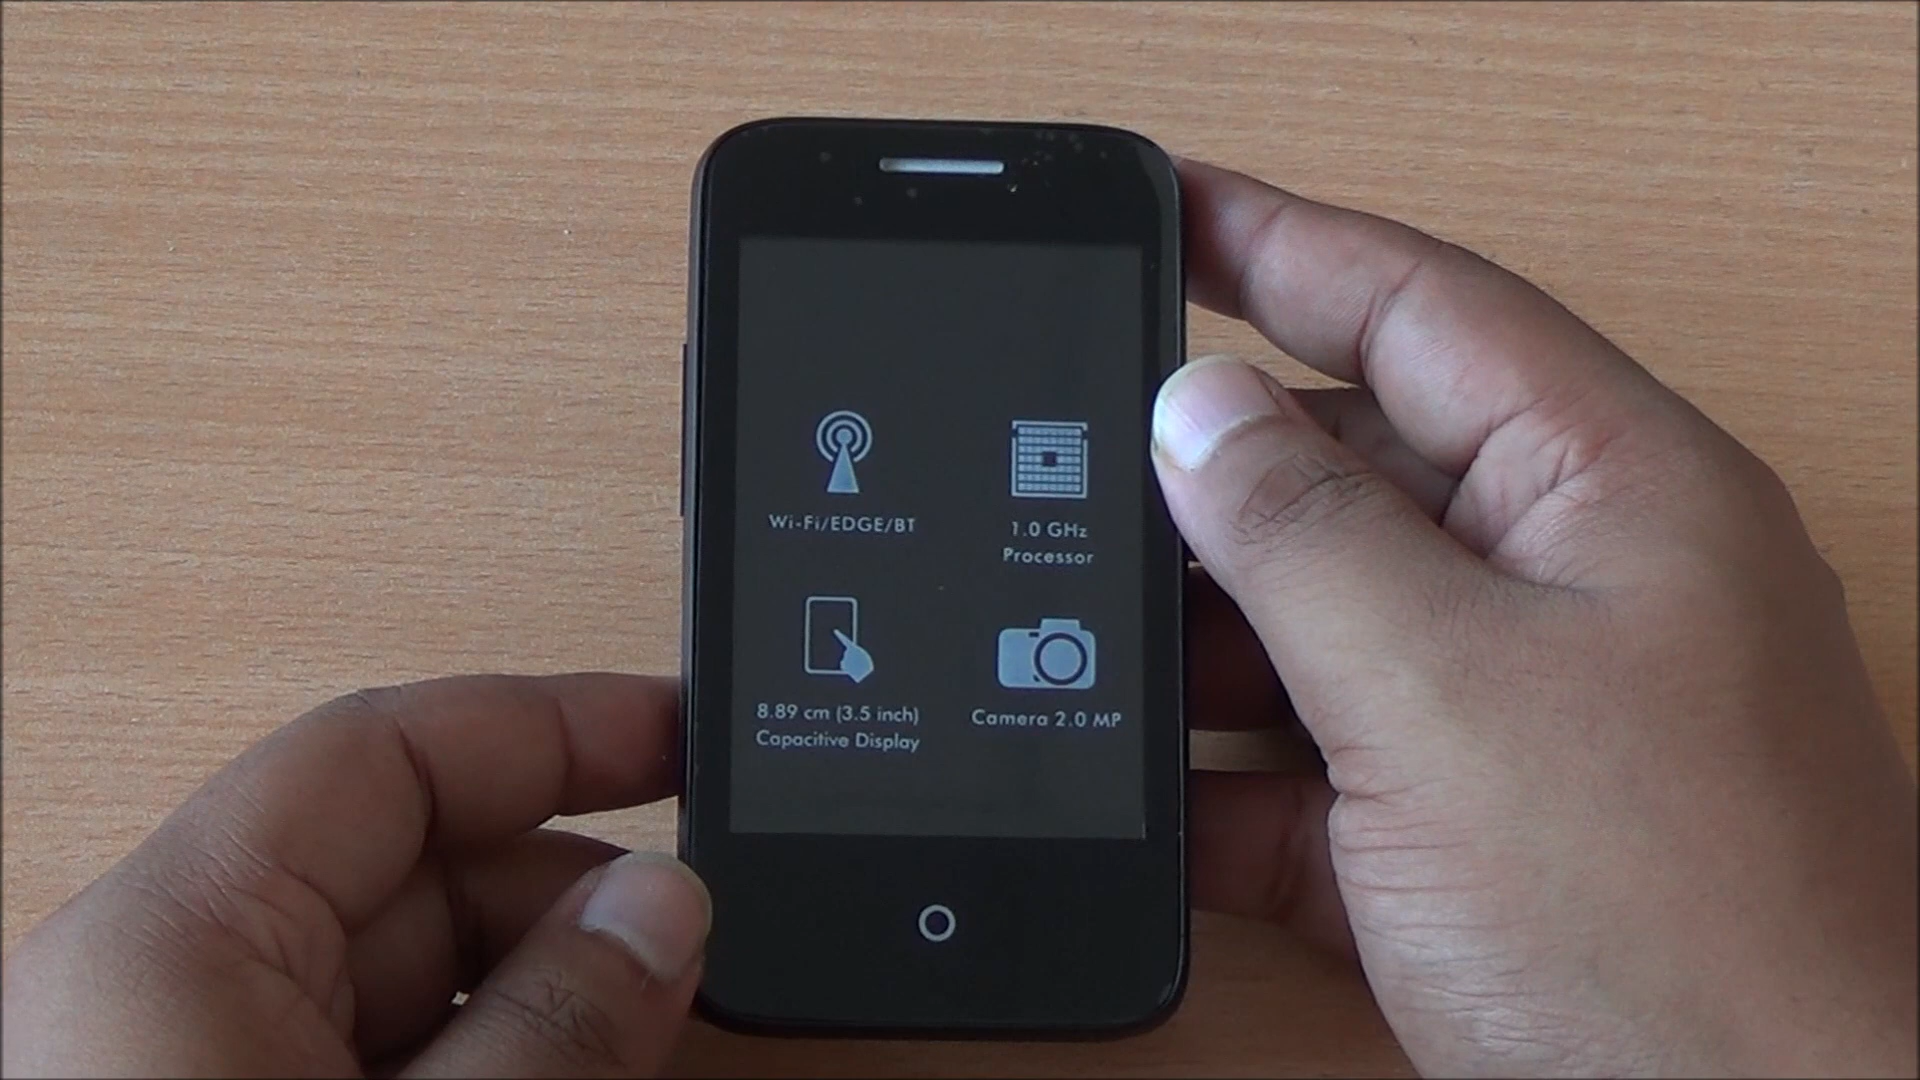 Wi-Fi/EDGE/BT
1.0 GHz
Processor
8.89 cm (3.5 inch)
Capacitive Display
Camera 2.0 MP